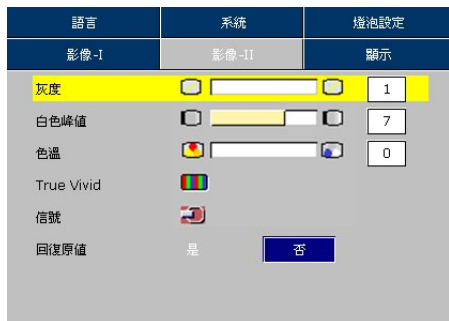 語言 系統 燈泡設定
影像-I 影像-II 顯示
灰度 1
白色峰值 7
色溫 0
True Vivid
信號
回復原值 是 否